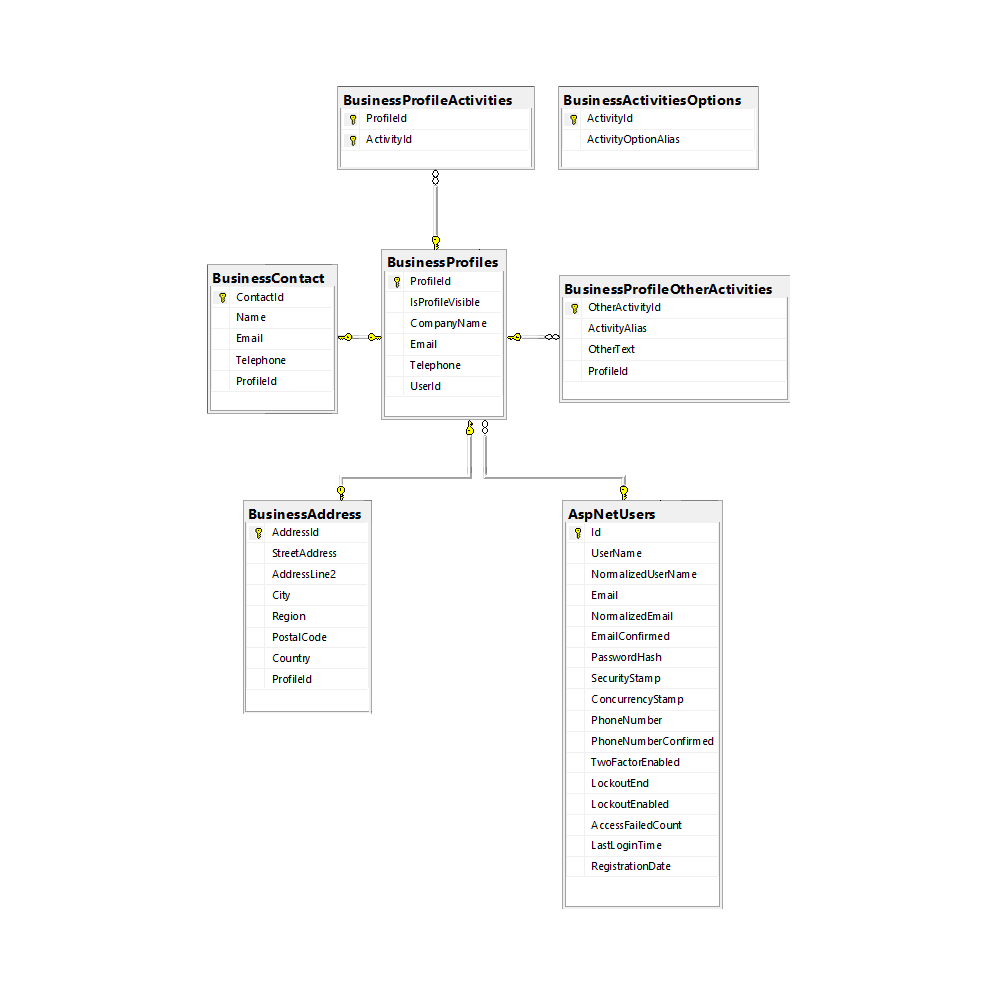 BusinessProfileActivities
ProfileId
ActivityId
BusinessActivitiesOptions
ActivityId
ActivityOptionAlias
BusinessContact
ContactId
Name
Email
Telephone
ProfileId
BusinessProfiles
ProfileId
IsProfileVisible
CompanyName
Email
Telephone
UserId
BusinessProfileOtherActivities
OtherActivityId
ActivityAlias
OtherText
ProfileId
BusinessAddress
AddressId
StreetAddress
AddressLine2
City
Region
PostalCode
Country
ProfileId
AspNetUsers
Id
UserName
NormalizedUserName
Email
NormalizedEmail
EmailConfirmed
PasswordHash
SecurityStamp
ConcurrencyStamp
PhoneNumber
PhoneNumberConfirmed
TwoFactorEnabled
LockoutEnd
LockoutEnabled
AccessFailedCount
LastLoginTime
RegistrationDate